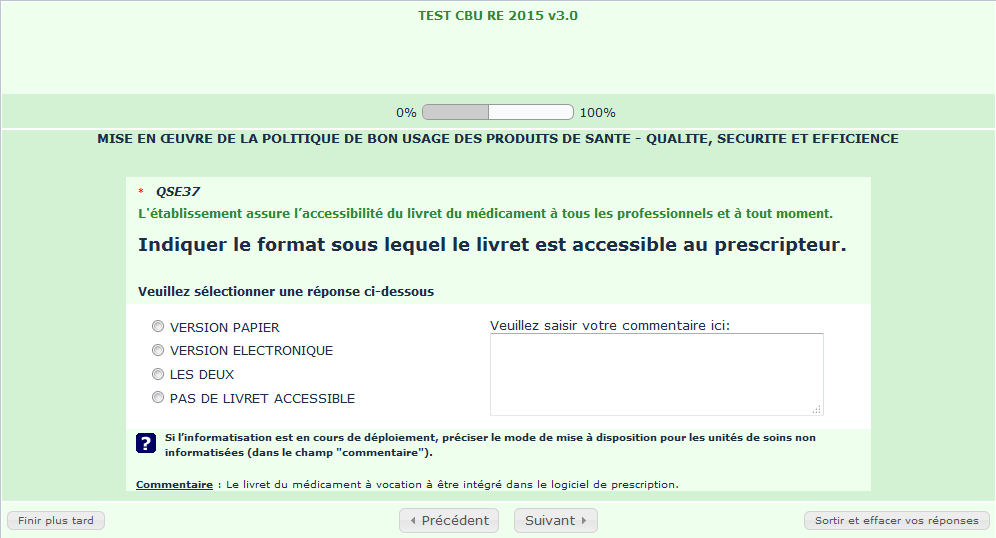 TEST CBU RE 2015 v3.0
0% 100%
MISE EN ŒUVRE DE LA POLITIQUE DE BON USAGE DES PRODUITS DE SANTE - QUALITE, SECURITE ET EFFICIENCE
* QSE37
L'établissement assure l’accessibilité du livret du médicament à tous les professionnels et à tout moment.
Indiquer le format sous lequel le livret est accessible au prescripteur.
Veuillez sélectionner une réponse ci-dessous
VERSION PAPIER
VERSION ELECTRONIQUE
LES DEUX
PAS DE LIVRET ACCESSIBLE
Veuillez saisir votre commentaire ici:
? Si l’informatisation est en cours de déploiement, préciser le mode de mise à disposition pour les unités de soins non
informatisées (dans le champ "commentaire").
Commentaire : Le livret du médicament à vocation à être intégré dans le logiciel de prescription.
Finir plus tard
Précédent
Suivant
Sortir et effacer vos réponses